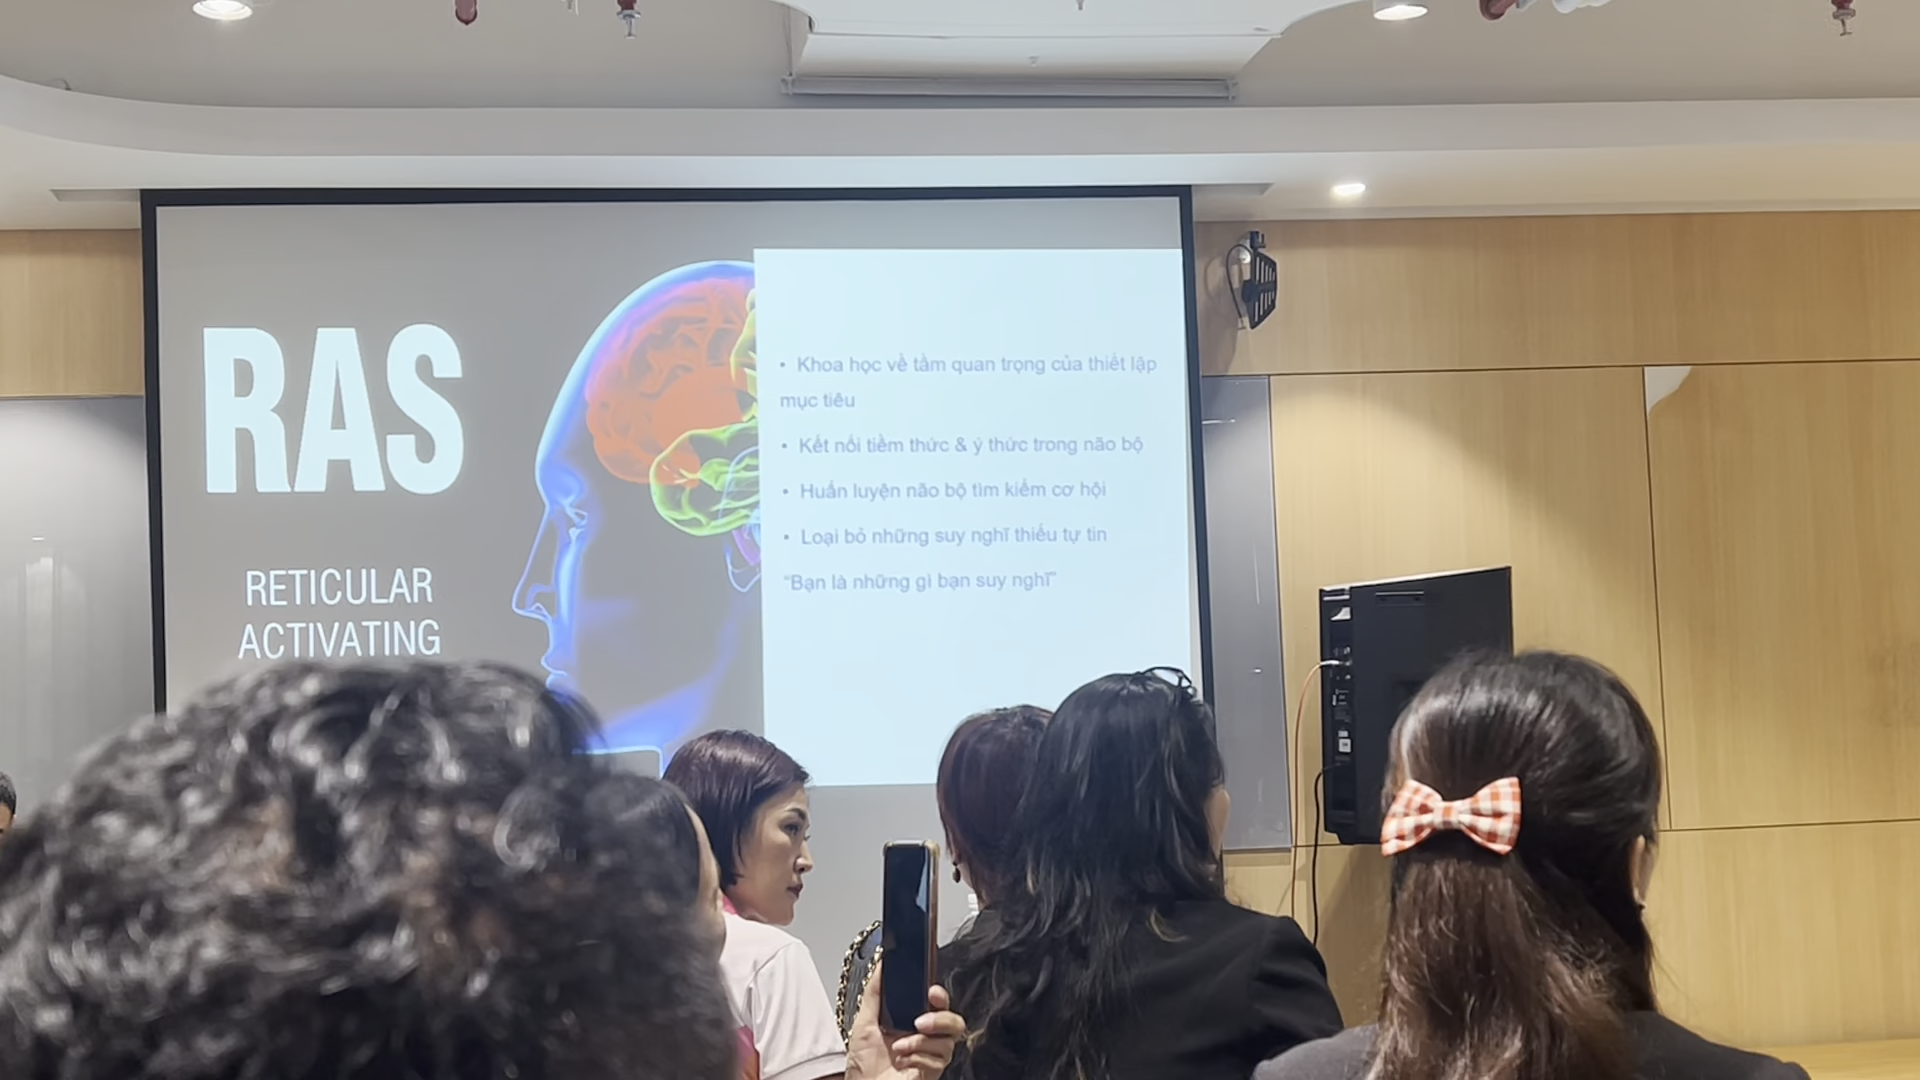 RAS
RETICULAR
ACTIVATING
• Khoa học về tầm quan trọng của thiết lập
mục tiêu
• Kết nối tiềm thức & ý thức trong não bộ
• Huấn luyện não bộ tìm kiếm cơ hội
• Loại bỏ những suy nghĩ thiếu tự tin
“Bạn là những gì bạn suy nghĩ”